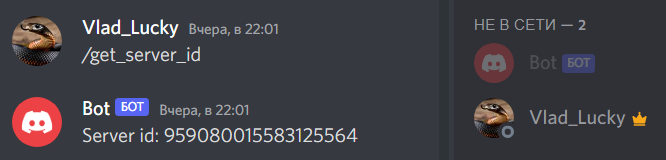 Vlad_Lucky Вчера, в 22:01
/get_server_id
Bot БОТ Вчера, в 22:01
Server id: 959080015583125564
НЕ В СЕТИ — 2
Bot БОТ
Vlad_Lucky